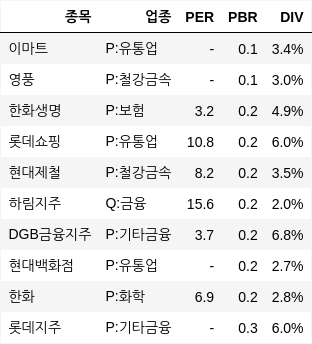 종목 업종 PER PBR DIV
이마트 P:유통업 - 0.1 3.4%
영풍 P:철강금속 - 0.1 3.0%
한화생명 P:보험 3.2 0.2 4.9%
롯데쇼핑 P:유통업 10.8 0.2 6.0%
현대제철 P:철강금속 8.2 0.2 3.5%
하림지주 Q:금융 15.6 0.2 2.0%
DGB금융지주 P:기타금융 3.7 0.2 6.8%
현대백화점 P:유통업 - 0.2 2.7%
한화 P:화학 6.9 0.2 2.8%
롯데지주 P:기타금융 - 0.3 6.0%